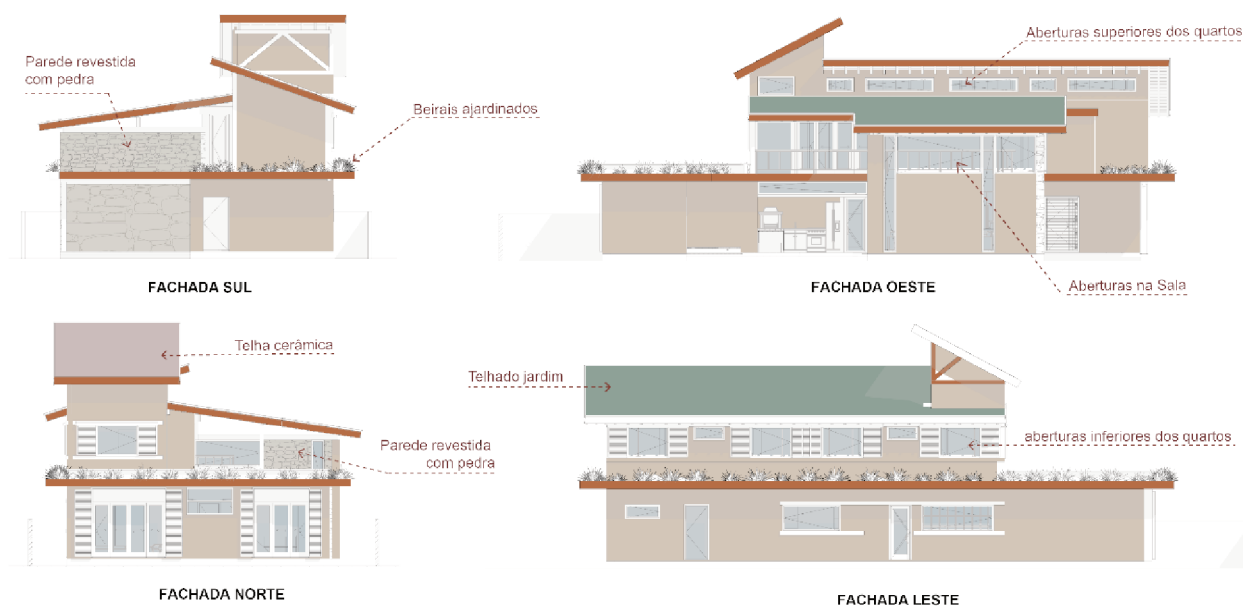 Parede revestida
com pedra
Beirais ajardinados
FACHADA SUL
Aberturas superiores dos quartos
Aberturas na Sala
FACHADA OESTE
Telha cerâmica
Parede revestida
com pedra
FACHADA NORTE
Telhado jardim
aberturas inferiores dos quartos
FACHADA LESTE